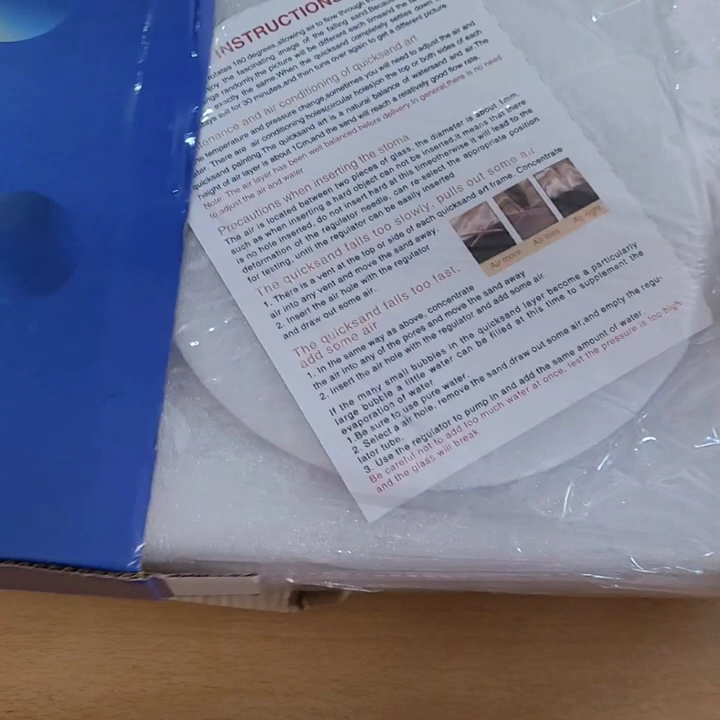 INSTRUCTIONS
rotates 180 degrees, allowing air to flow through
the fascinating image of the falling sand.
randomly, the picture will be different each time and the
exactly the same. When the quicksand completely settles down
still for 30 minutes, and then turns over again to get a different picture.
and air conditioning of quicksand art
temperature and pressure change, sometimes you will need to adjust the air and
There are air conditioning holes(circular holes)on the top or both sides of each
quicksand painting. The quicksand art is a natural balance of water and sand air. The
height of air layer is about 1Cm, and the sand will reach a relatively good flow rate.
Note: The air layer has been well balanced before delivery. In general, there is no need
to adjust the air and water
Precautions when inserting the stoma
The air is located between two pieces of glass, the diameter is about 1mm,
such as when inserting a hard object can not be inserted, it means that there
is no hole inserted, do not insert hard at this time, otherwise it will lead to the
deformation of the regulator needle, can re-select the appropriate position
for testing, until the regulator can be easily inserted
The quicksand falls too slowly, pulls out some air
1. There is a vent at the top or side of each quicksand art frame. Concentrate
air into any vent and move the sand away.
2. Insert the air hole with the regulator
and draw out some air.
Air more Air less Air right
The quicksand falls too fast,
add some air
1. In the same way as above, concentrate
the air into any of the pores and move the sand away
2. Insert the air hole with the regulator and add some air.
If the many small bubbles in the quicksand layer become a particularly
large bubble a little water can be filled at this time to supplement the
evaporation of water
1.Be sure to use pure water.
2. Select a air hole, remove the sand,draw out some air,and empty the regu-
lator tube.
3. Use the regulator to pump in and add the same amount of water.
Be careful not to add too much water at once, lest the pressure is too high
and the glass will break